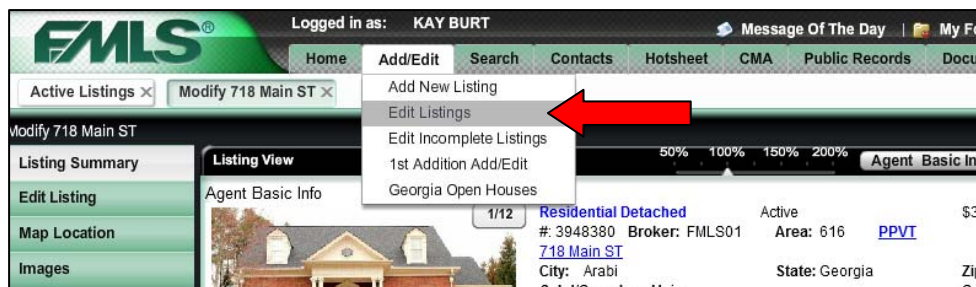 FMLS®
Logged in as: KAY BURT
Message Of The Day | My
Home Add/Edit Search Contacts Hotsheet CMA Public Records
Active Listings × Modify 718 Main ST ×
Add New Listing
Edit Listings
Edit Incomplete Listings
1st Addition Add/Edit
Georgia Open Houses
Modify 718 Main ST
Listing Summary
Edit Listing
Map Location
Images
Listing View
50% 100% 150% 200% Agent Basic
Agent Basic Info
1/12
Residential Detached Active
#: 3948380 Broker: FMLS01 Area: 616 PPVT
718 Main ST
City: Arabi State: Georgia